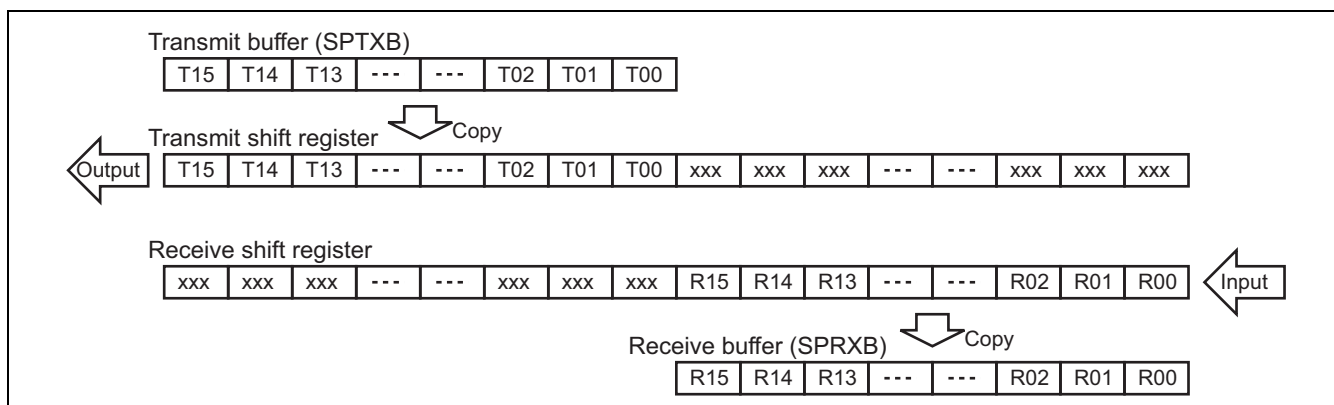 Transmit buffer (SPTXB)
T15 T14 T13 --- --- T02 T01 T00
Copy
Transmit shift register
Output T15 T14 T13 --- --- T02 T01 T00 xxx xxx xxx --- --- xxx xxx xxx
Receive shift register
xxx xxx xxx --- --- xxx xxx xxx R15 R14 R13 --- --- R02 R01 R00 Input
Copy
Receive buffer (SPRXB)
R15 R14 R13 --- --- R02 R01 R00